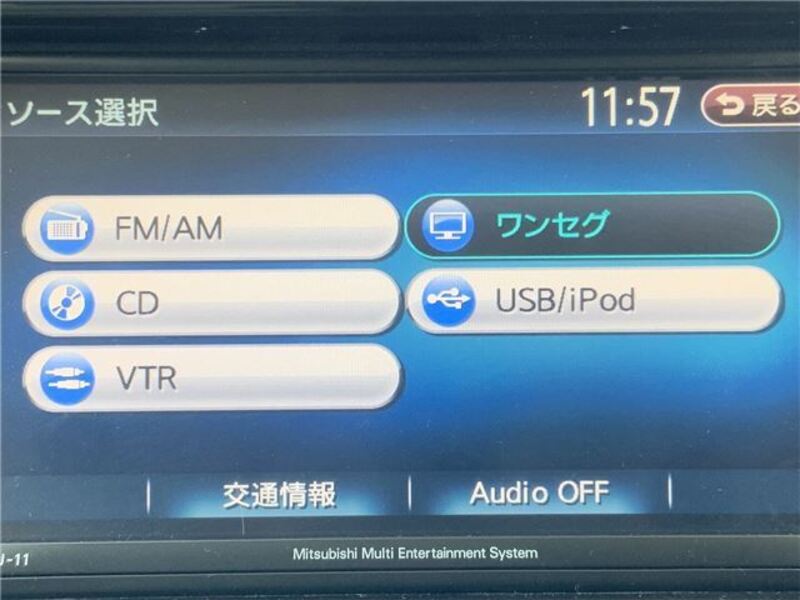 ソース選択
11:57
戻る
FM/AM
ワンセグ
CD
USB/iPod
VTR
交通情報
Audio OFF
-11
Mitsubishi Multi Entertainment System